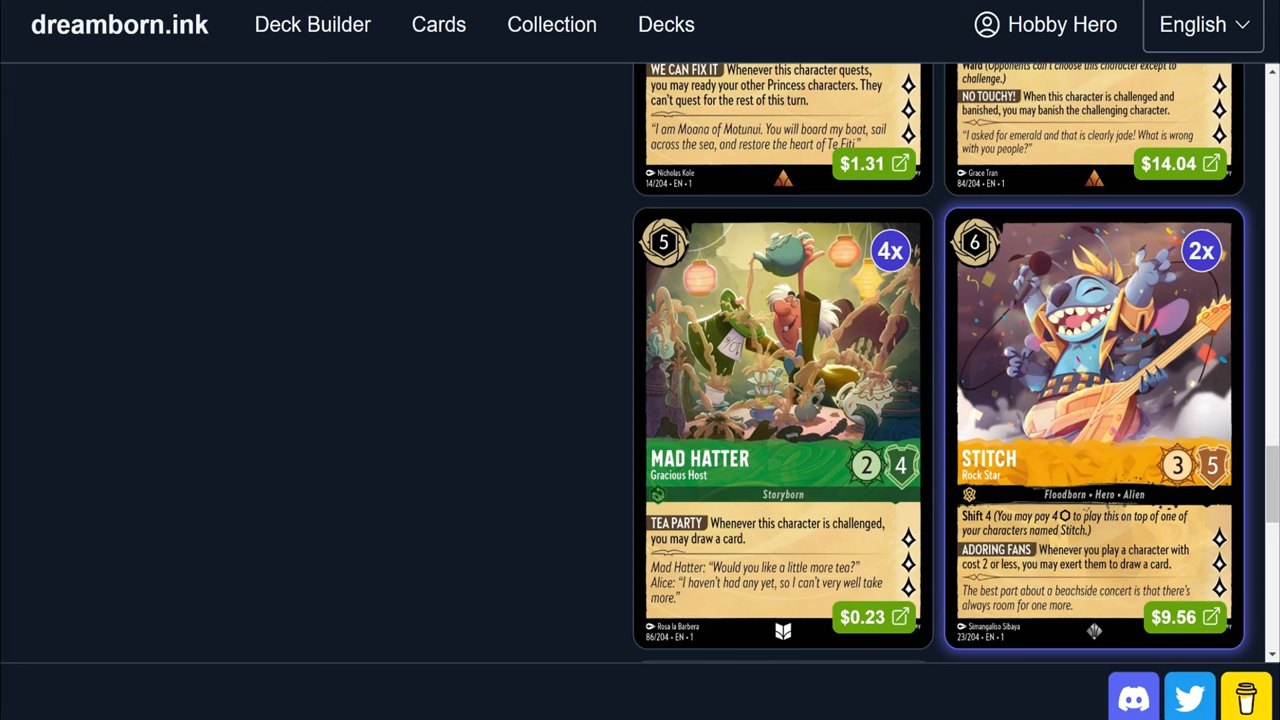 dreamborn.ink
Deck Builder
Cards
Collection
Decks
Hobby Hero
English
WE CAN FIX IT Whenever this character quests,
you may ready your other Princess characters. They
can't quest for the rest of this turn.
"I am Moana of Motunui. You will board my boat, sail
across the sea, and restore the heart of Te Fiti."
$1.31
Nicholas Kole
14/204 • EN • 1
Ward (Opponents can't choose this character except to
challenge.)
NO TOUCHY! When this character is challenged and
banished, you may banish the challenging character.
"I asked for emerald and that is clearly jade! What is wrong
with you people?"
$14.04
Grace Tran
84/204 • EN • 1
5
4x
MAD HATTER
Gracious Host
2
4
Storyborn
TEA PARTY Whenever this character is challenged,
you may draw a card.
Mad Hatter: "Would you like a little more tea?"
Alice: "I haven't had any yet, so I can't very well take
more."
$0.23
Rosa la Barbera
86/204 • EN • 1
6
2x
STITCH
Rock Star
3
5
Floodborn • Hero • Alien
Shift 4 (You may pay 4 to play this on top of one of
your characters named Stitch.)
ADORING FANS Whenever you play a character with
cost 2 or less, you may exert them to draw a card.
The best part about a beachside concert is that there's
always room for one more.
$9.56
Simangaliso Sibaya
23/204 • EN • 1